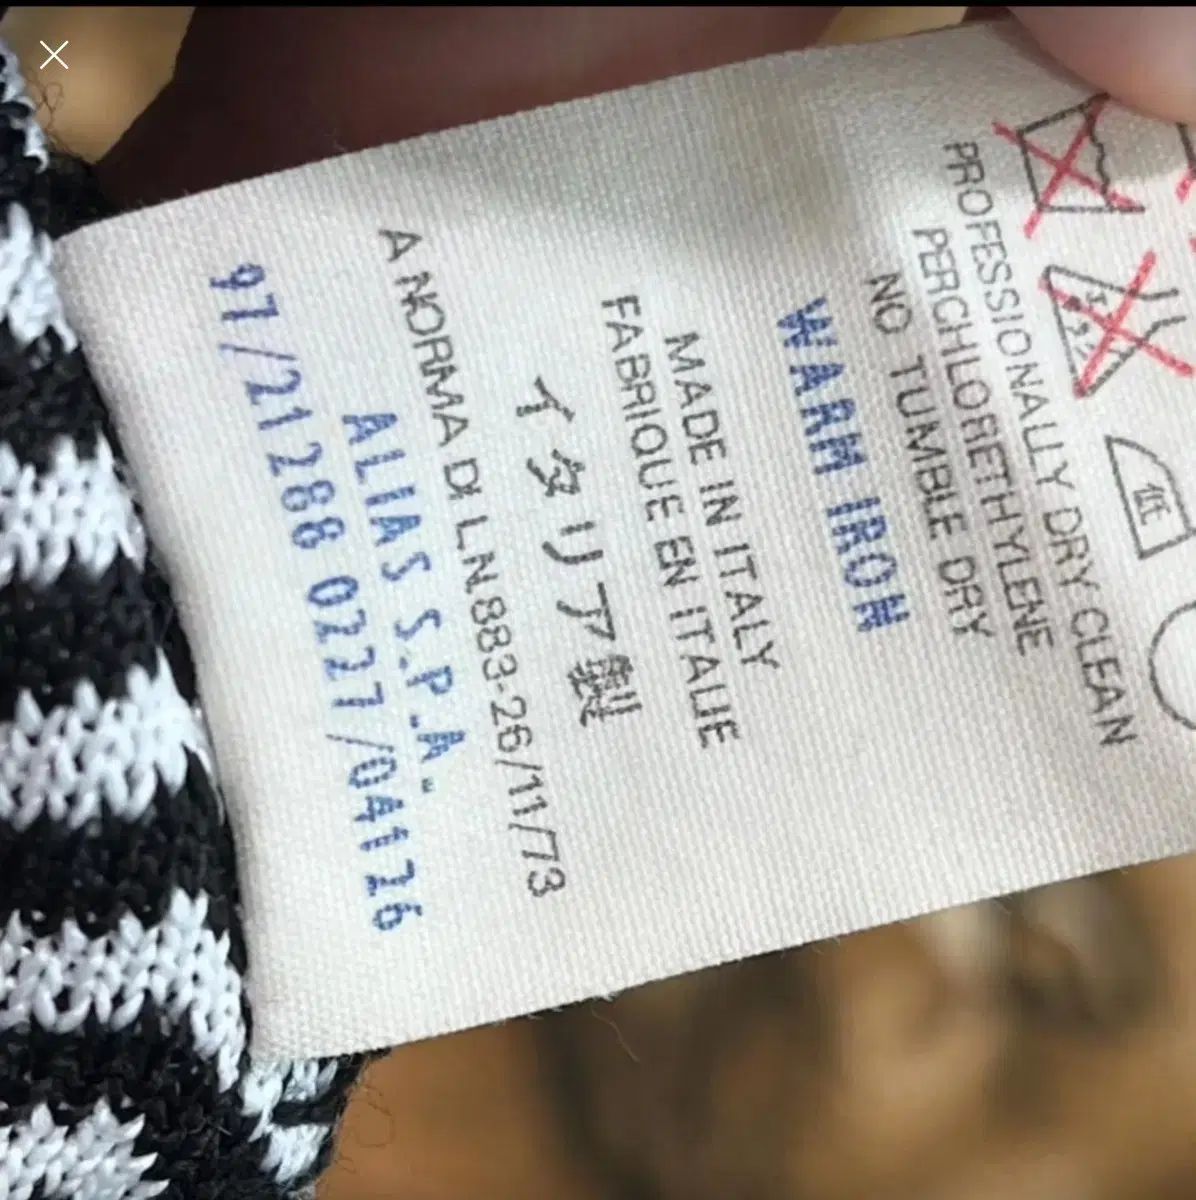 低
PROFESSIONALLY DRY CLEAN
PERCHLORETHYLENE
NO TUMBLE DRY
WARM IRON
MADE IN ITALY
FABRIQUE EN ITALIE
イタリア製
A NORMA DI L.N.883-26/11/73
ALIAS S.P.A.
97/21288 0227/04126